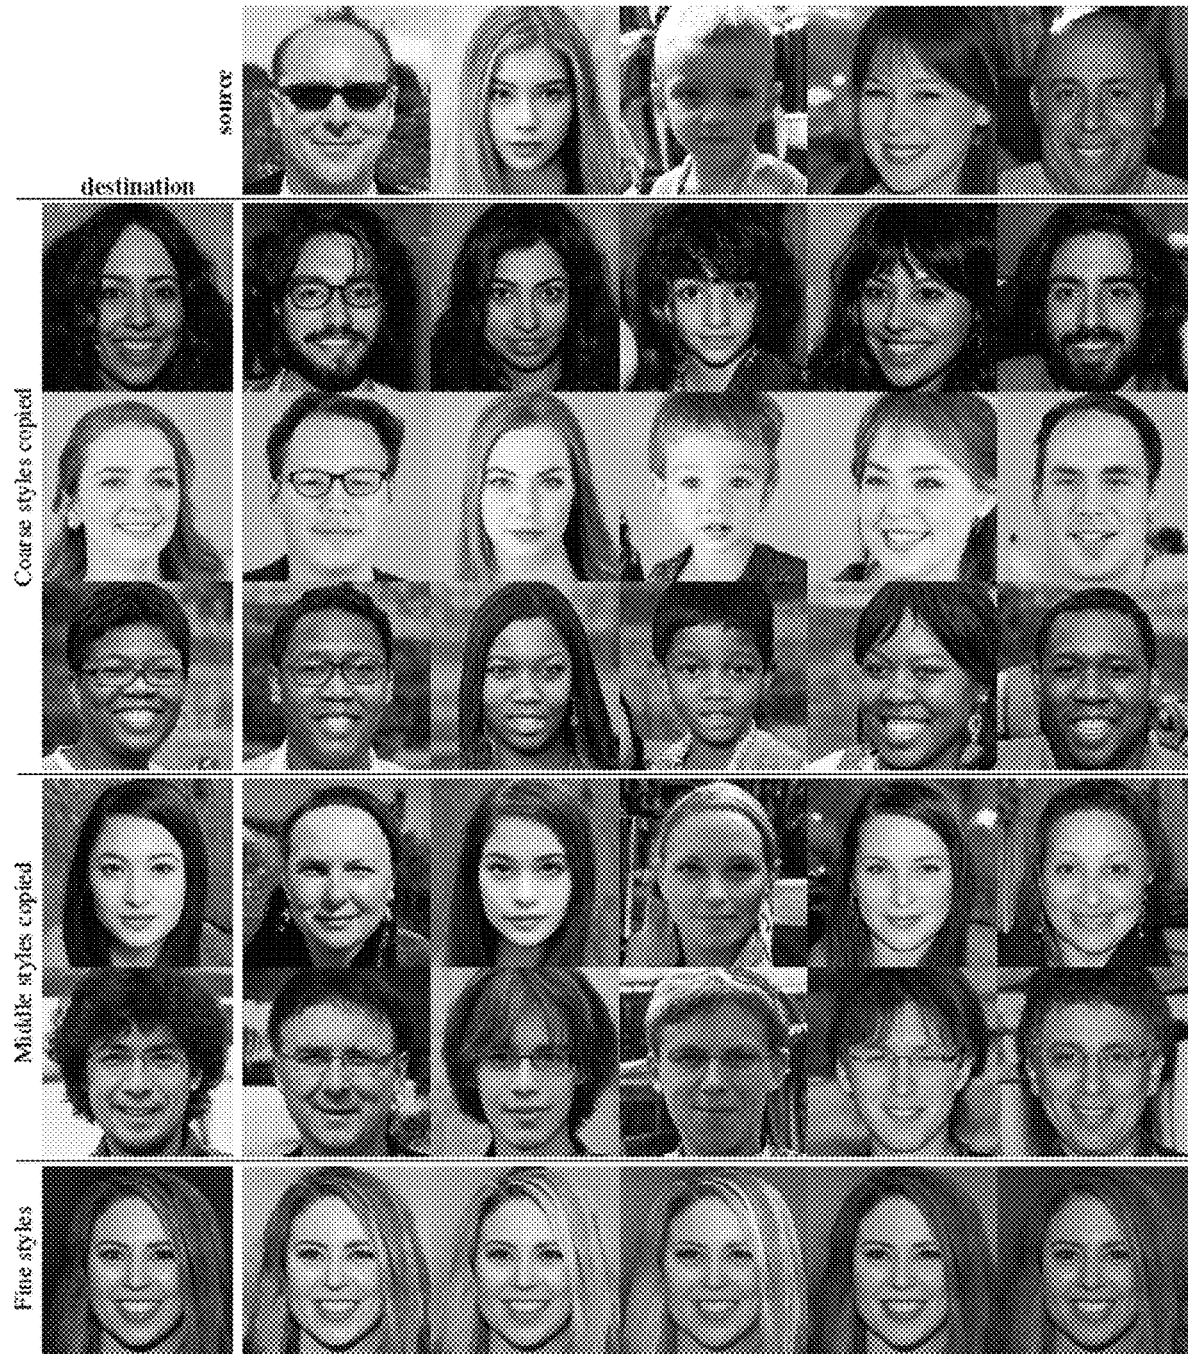 source
destination
Coarse styles copied
Middle styles copied
Fine styles